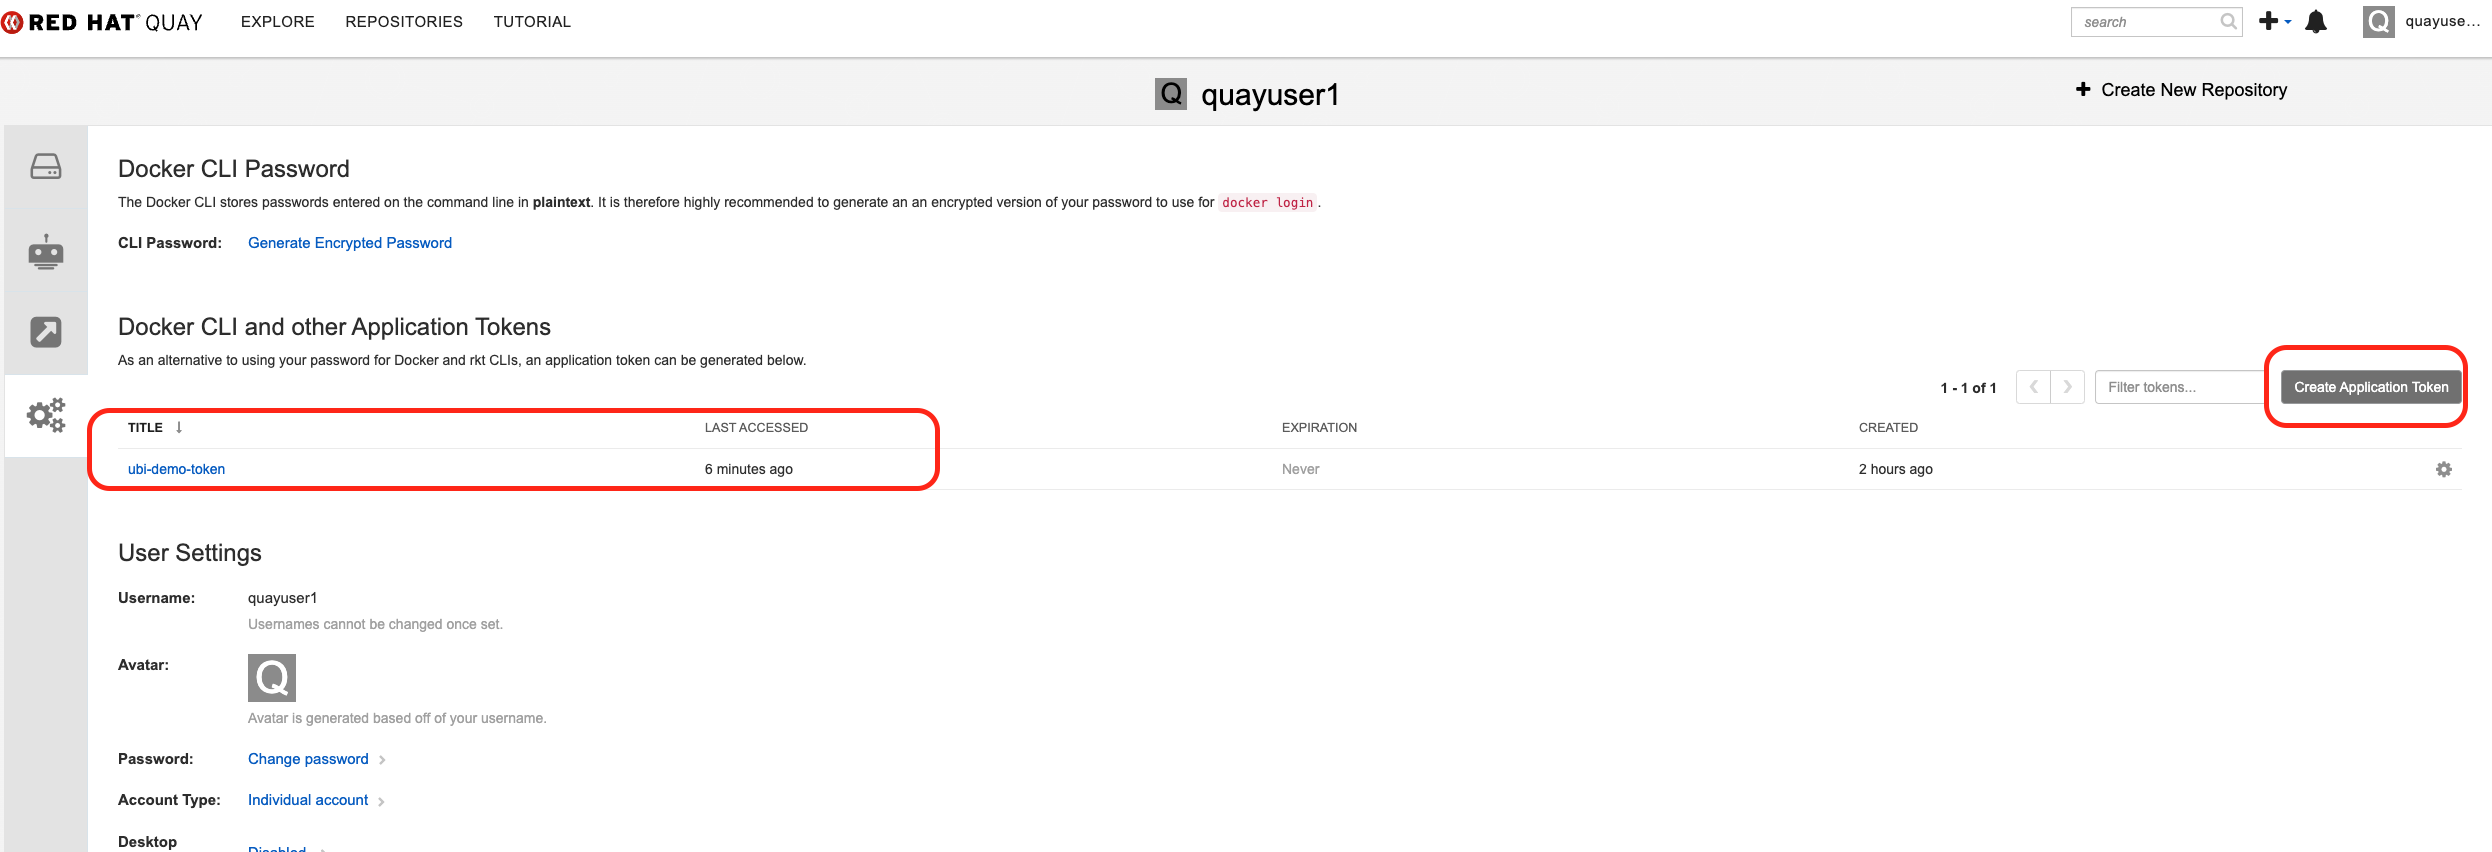 RED HAT QUAY EXPLORE REPOSITORIES TUTORIAL search quayuse...
Q quayuser1 + Create New Repository
Docker CLI Password
The Docker CLI stores passwords entered on the command line in plaintext. It is therefore highly recommended to generate an an encrypted version of your password to use for docker login.
CLI Password: Generate Encrypted Password
Docker CLI and other Application Tokens
As an alternative to using your password for Docker and rkt CLIs, an application token can be generated below.
1 - 1 of 1 Filter tokens... Create Application Token
TITLE ↓ LAST ACCESSED EXPIRATION CREATED
ubi-demo-token 6 minutes ago Never 2 hours ago
User Settings
Username: quayuser1
Usernames cannot be changed once set.
Avatar: Q
Avatar is generated based off of your username.
Password: Change password
Account Type: Individual account
Desktop
Disabled